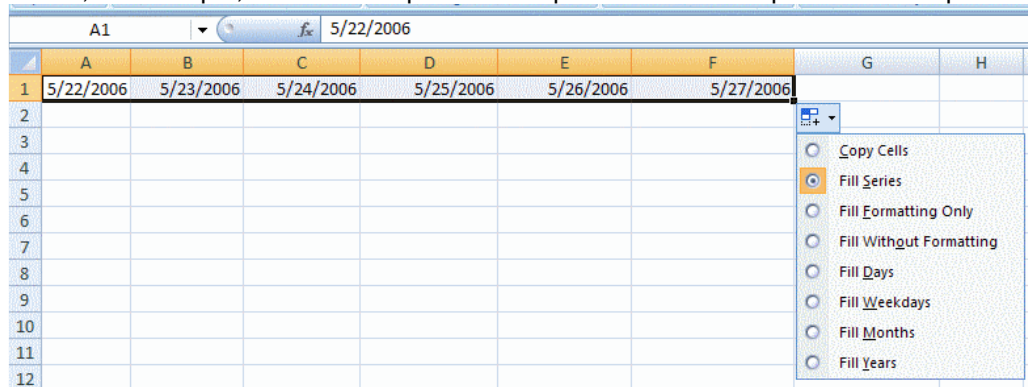 A1 fx 5/22/2006
A B C D E F G H
1 5/22/2006 5/23/2006 5/24/2006 5/25/2006 5/26/2006 5/27/2006
2
3 Copy Cells
4 Fill Series
5
6 Fill Formatting Only
7 Fill Without Formatting
8 Fill Days
9 Fill Weekdays
10 Fill Months
11 Fill Years
12